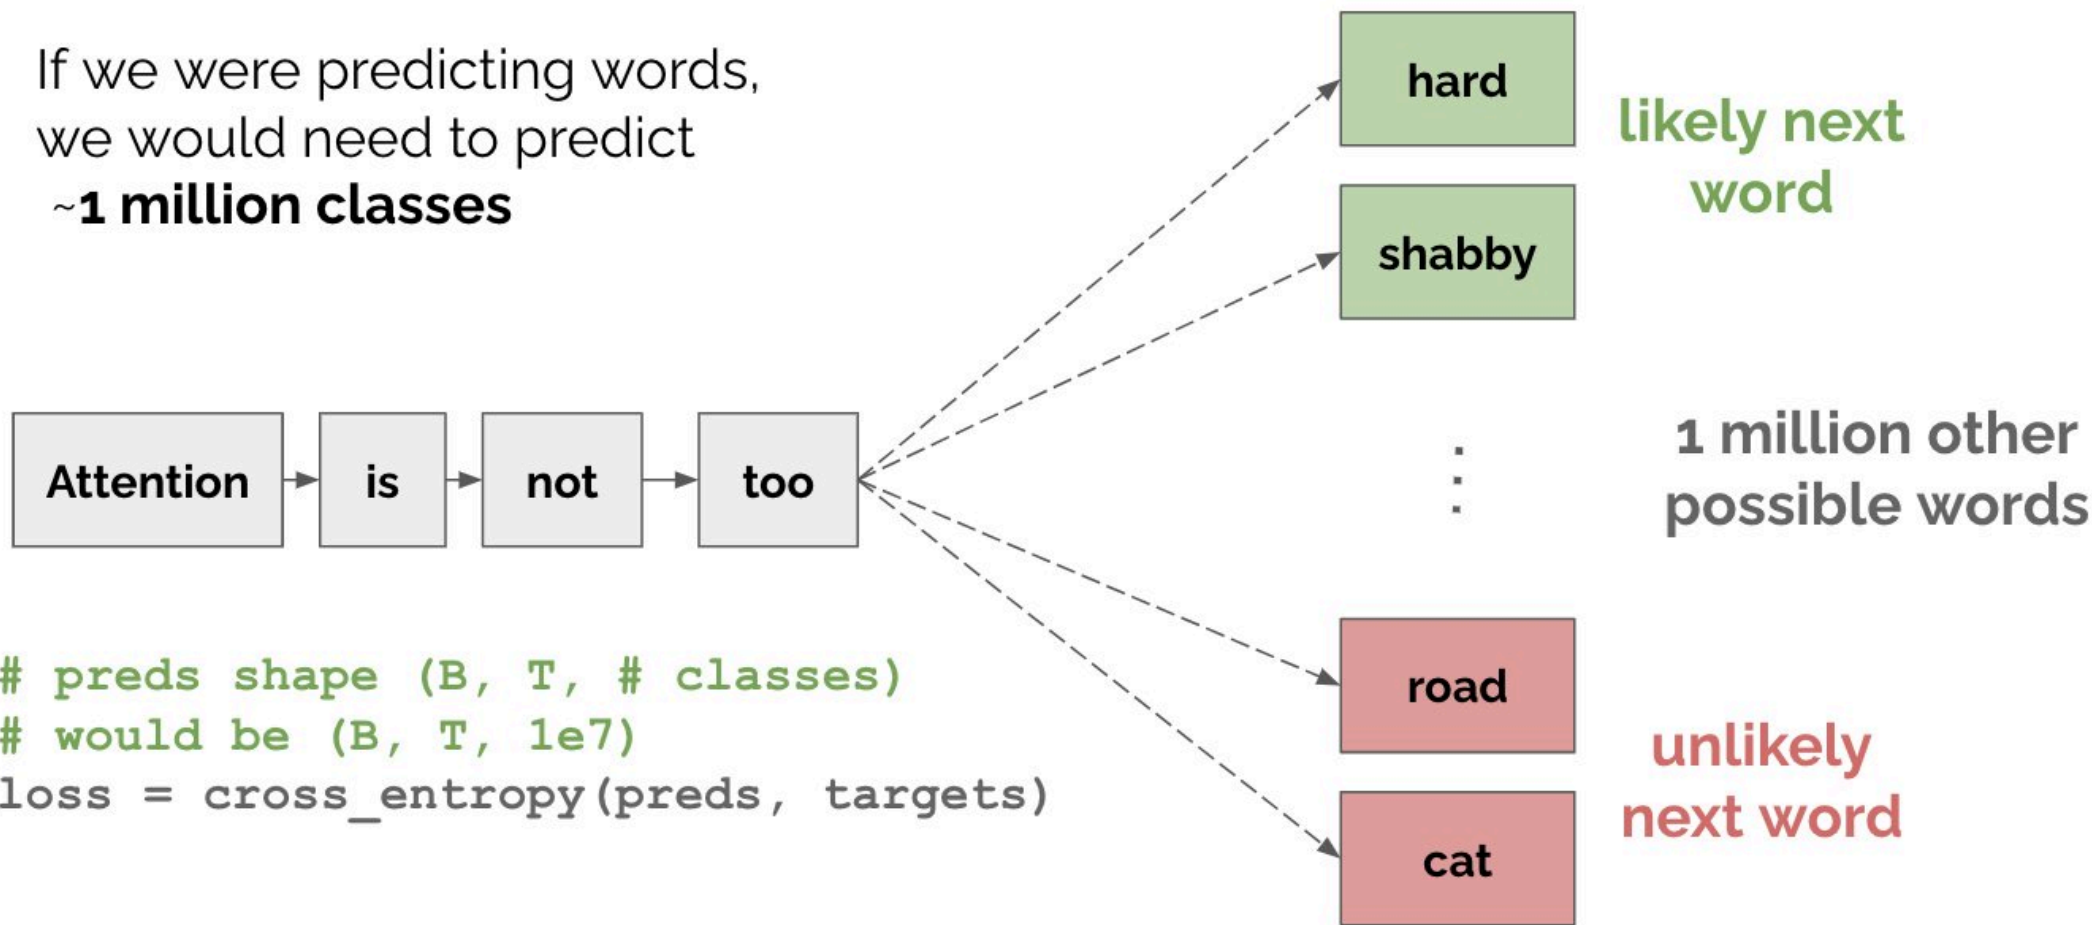 If we were predicting words,
we would need to predict
~1 million classes
hard
likely next
word
shabby
Attention is not too
1 million other
possible words
# preds shape (B, T, # classes)
# would be (B, T, 1e7)
loss = cross_entropy(preds, targets)
road
unlikely
next word
cat